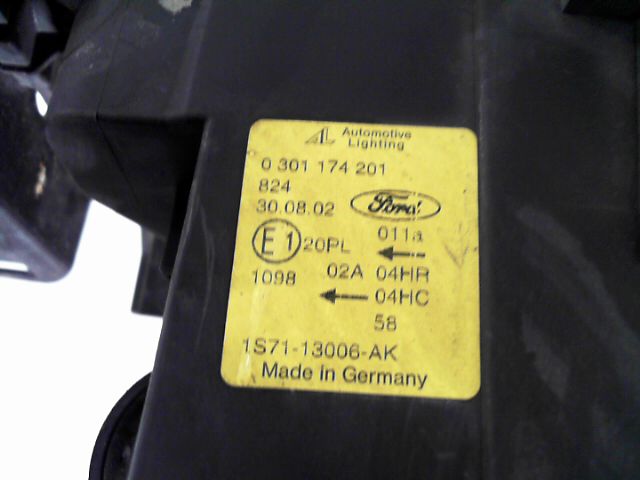 AL Automotive
Lighting
0 301 174 201
824
30.08.02 Ford
011a
E1 20PL
02A 04HR
1098
04HC
58
1S71-13006-AK
Made in Germany